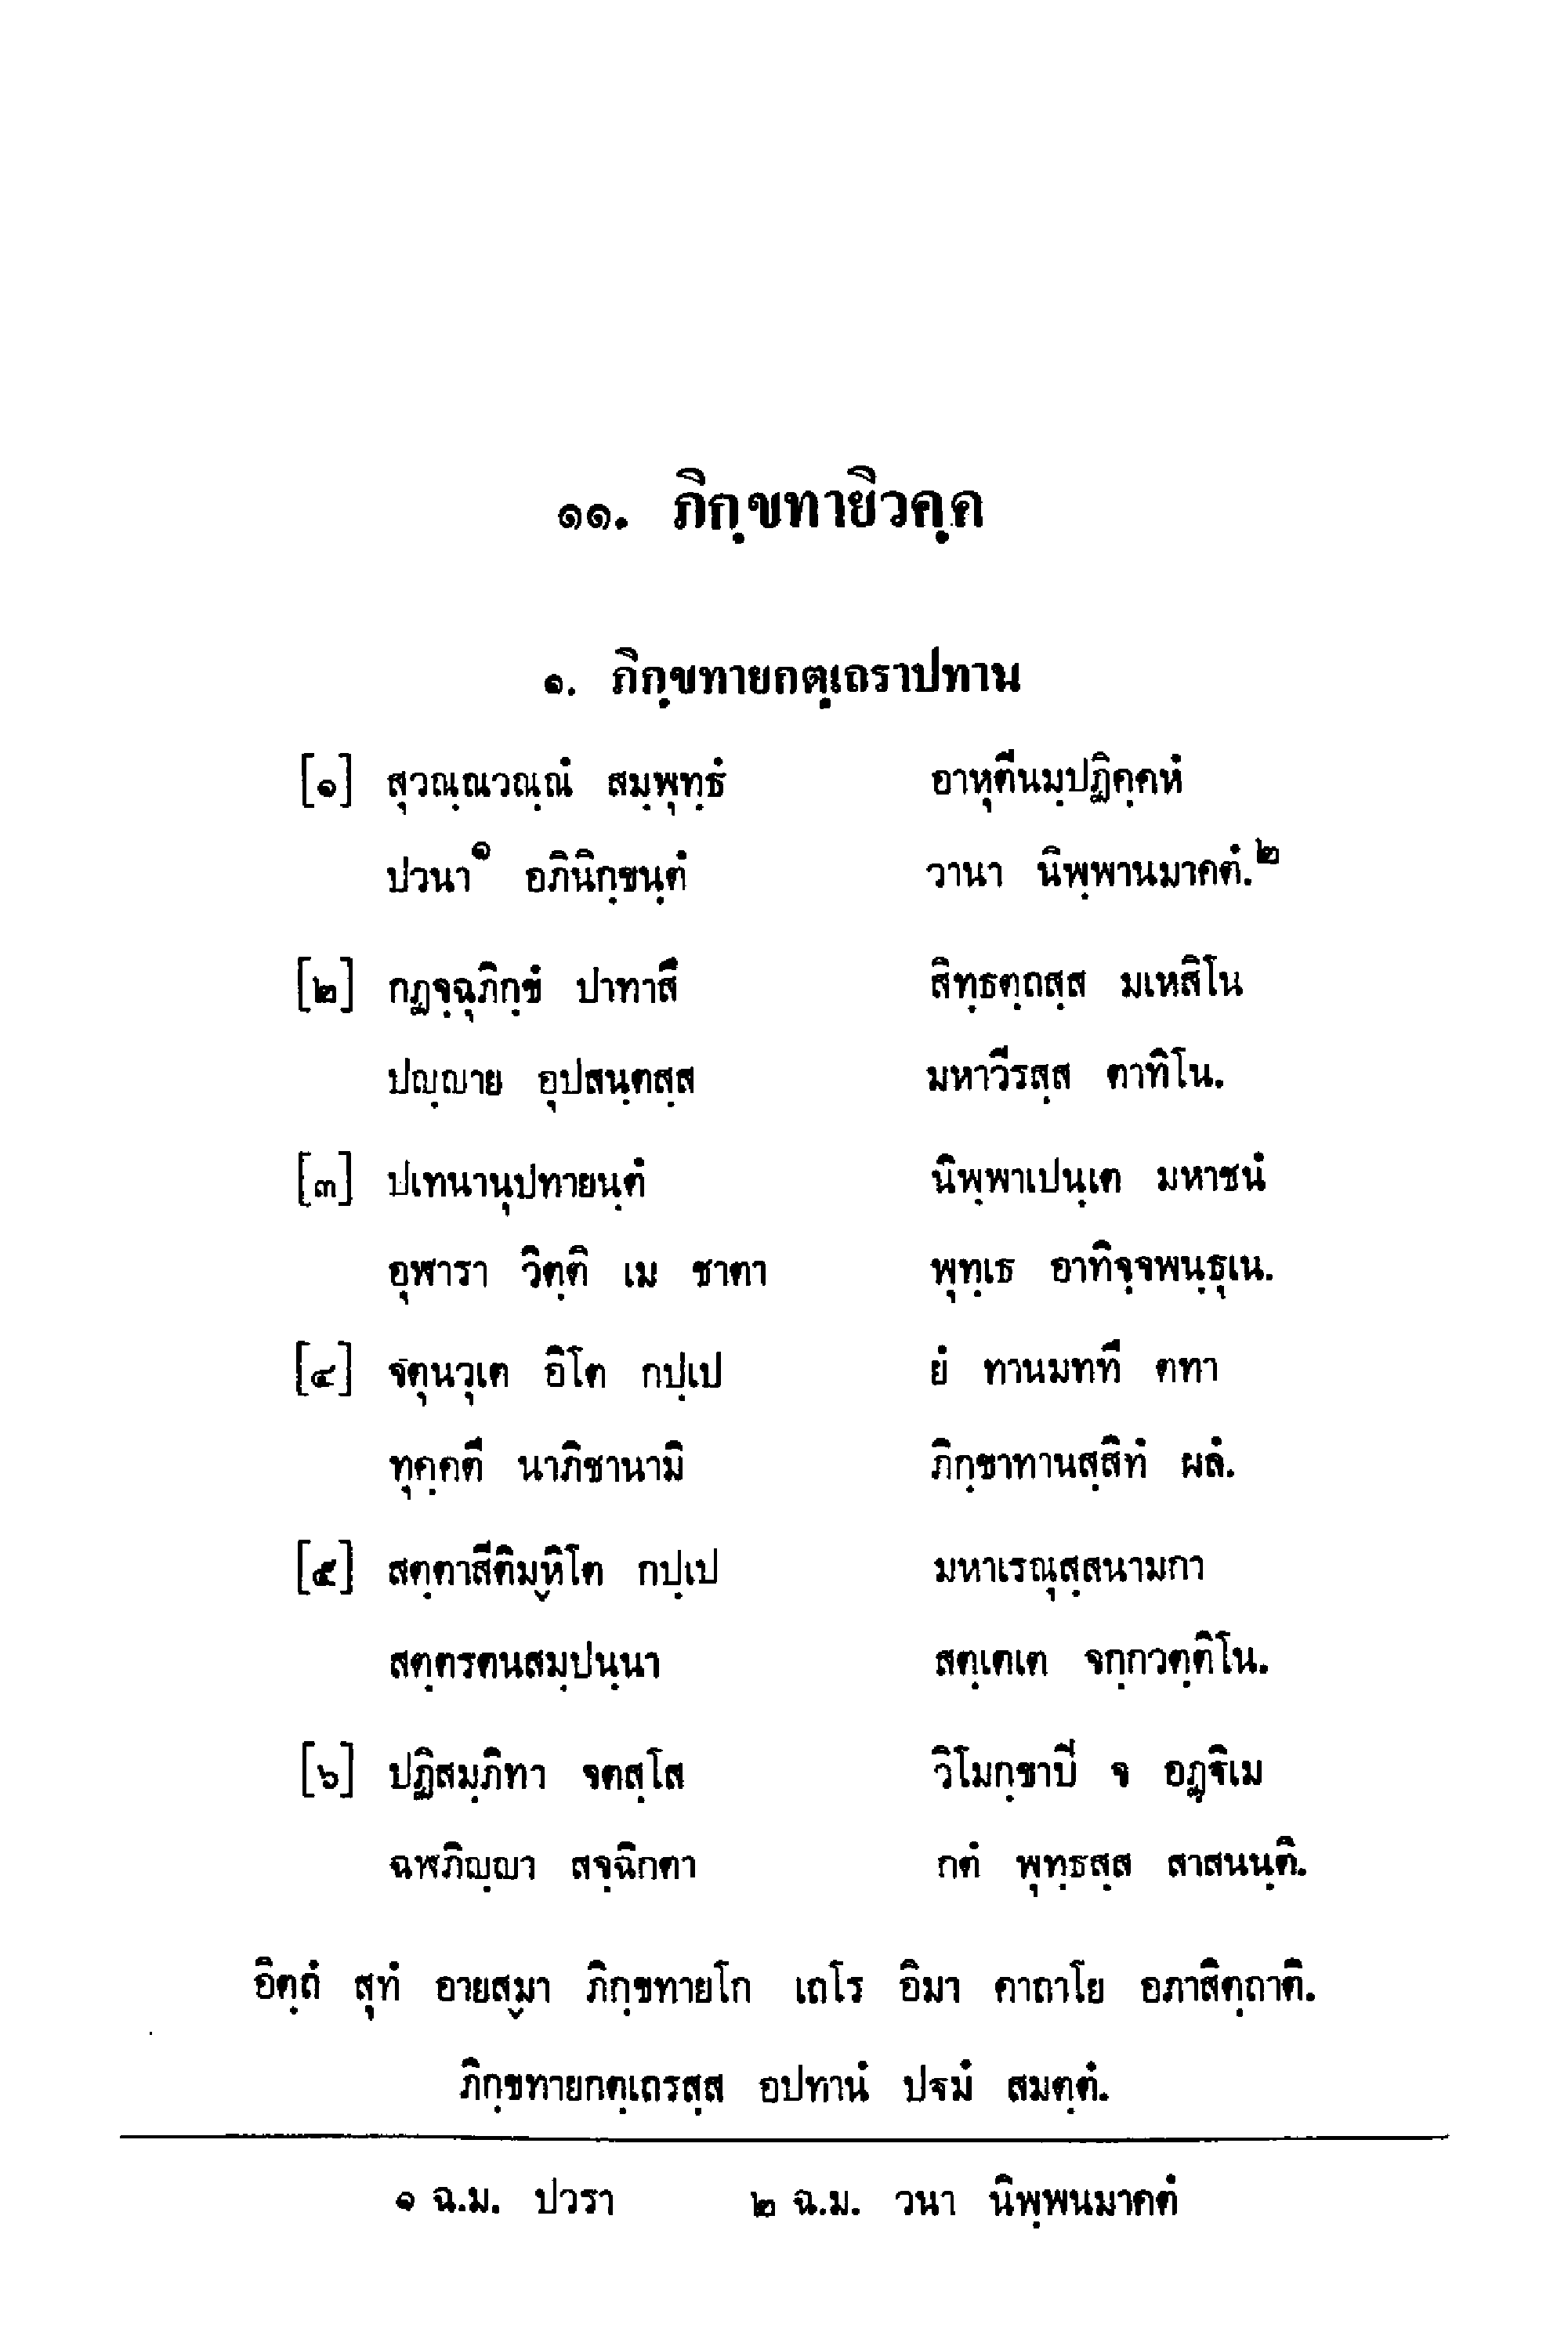 ๑๑. ภิกฺขทายิวคฺค
๑. ภิกฺขทายกตฺเถราปทาน
[๑] สุวณฺณวณฺณํ สมฺพุทฺธํ อาหุตีนมฺปฏิคฺคหํ
ปวนา๑ อภินิกฺขนฺตํ วานา นิพฺพานมาคตํ.๒
[๒] กฏจฺฉุภิกฺขํ ปาทาสึ สิทฺธตฺถสฺส มเหสิโน
ปญฺญาย อุปสนฺตสฺส มหาวีรสฺส ตาทิโน.
[๓] ปเทนานุปทายนฺตํ นิพฺพาเปนฺเต มหาชนํ
อุฬารา วิตฺติ เม ชาตา พุทฺเธ อาทิจฺจพนฺธุเน.
[๔] จตุนวุเต อิโต กปฺเป ยํ ทานมททึ ตทา
ทุคฺคตึ นาภิชานามิ ภิกฺขาทานสฺสิทํ ผลํ.
[๕] สตฺตาสีติมฺหิโต กปฺเป มหาเรณุสฺสนามกา
สตฺตรตนสมฺปนฺนา สตฺเตเต จกฺกวตฺติโน.
[๖] ปฏิสมฺภิทา จตสฺโส วิโมกฺขาปิ จ อฏฺฐิเม
ฉฬภิญฺญา สจฺฉิกตา กตํ พุทฺธสฺส สาสนนฺติ.
อิตฺถํ สุทํ อายสฺมา ภิกฺขทายโก เถโร อิมา คาถาโย อภาสิตฺถาติ.
ภิกฺขทายกตฺเถรสฺส อปทานํ ปฐมํ สมตฺตํ.
๑ ฉ.ม. ปวรา ๒ ฉ.ม. วนา นิพฺพนมาคตํ